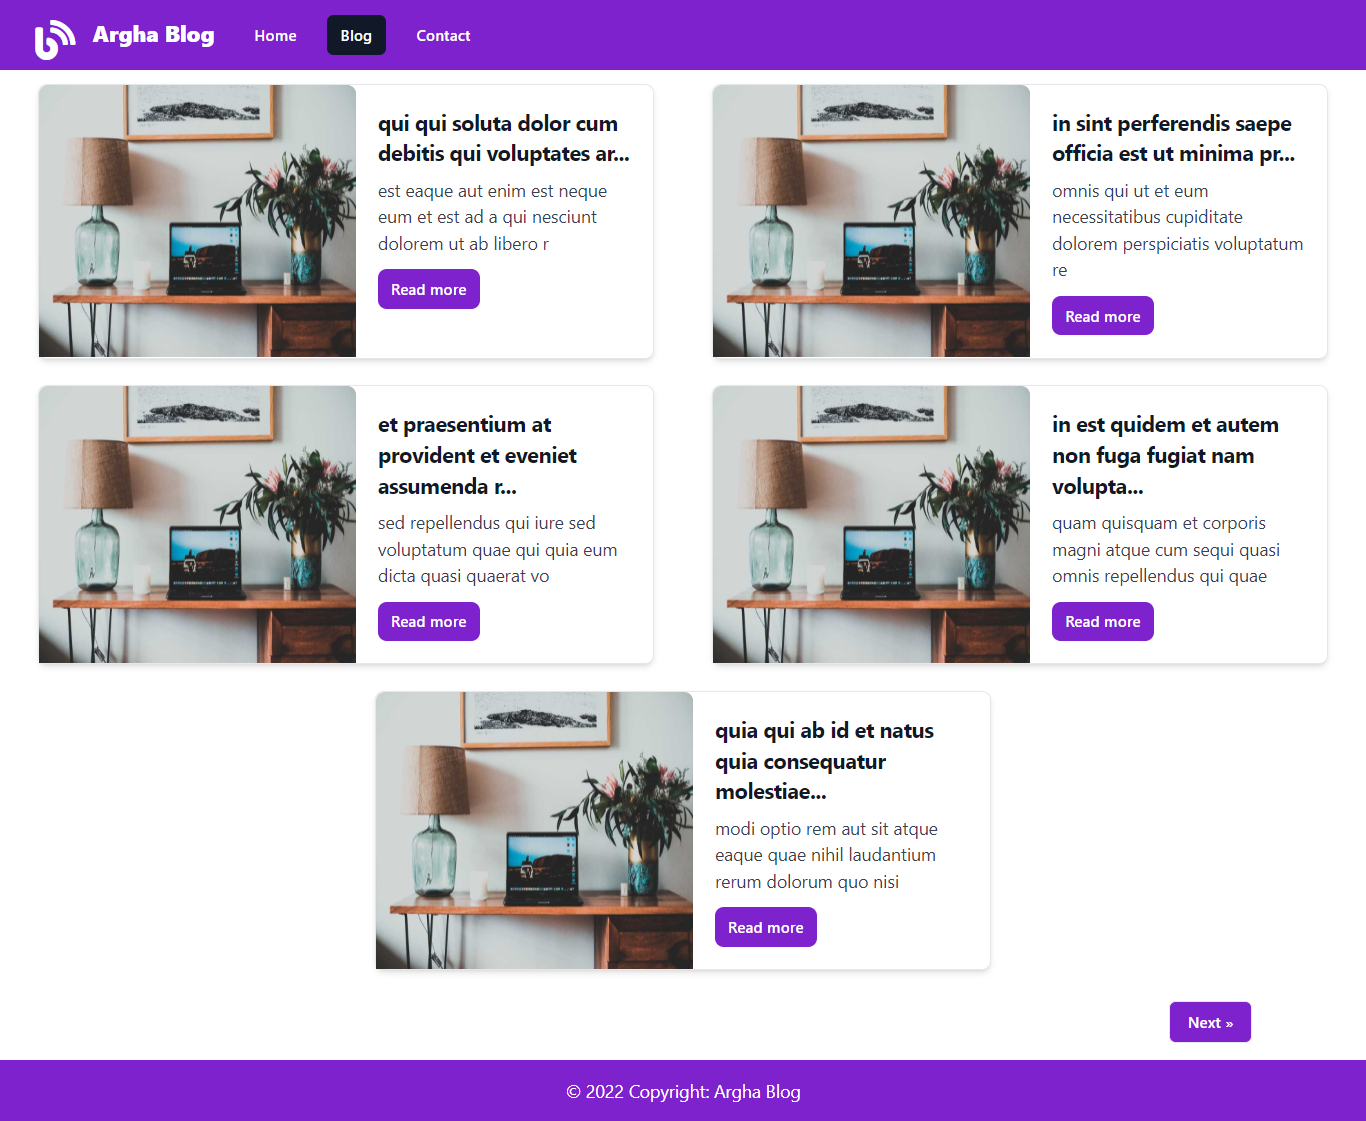 Argha Blog
Home
Blog
Contact
qui qui soluta dolor cum
debitis qui voluptates ar...
est eaque aut enim est neque
eum et est ad a qui nesciunt
dolorem ut ab libero r
Read more
in sint perferendis saepe
officia est ut minima pr...
omnis qui ut et eum
necessitatibus cupiditate
dolorem perspiciatis voluptatum
re
Read more
et praesentium at
provident et eveniet
assumenda r...
sed repellendus qui iure sed
voluptatum quae qui quia eum
dicta quasi quaerat vo
Read more
in est quidem et autem
non fuga fugiat nam
volupta...
quam quisquam et corporis
magni atque cum sequi quasi
omnis repellendus qui quae
Read more
quia qui ab id et natus
quia consequatur
molestiae...
modi optio rem aut sit atque
eaque quae nihil laudantium
rerum dolorum quo nisi
Read more
Next »
© 2022 Copyright: Argha Blog